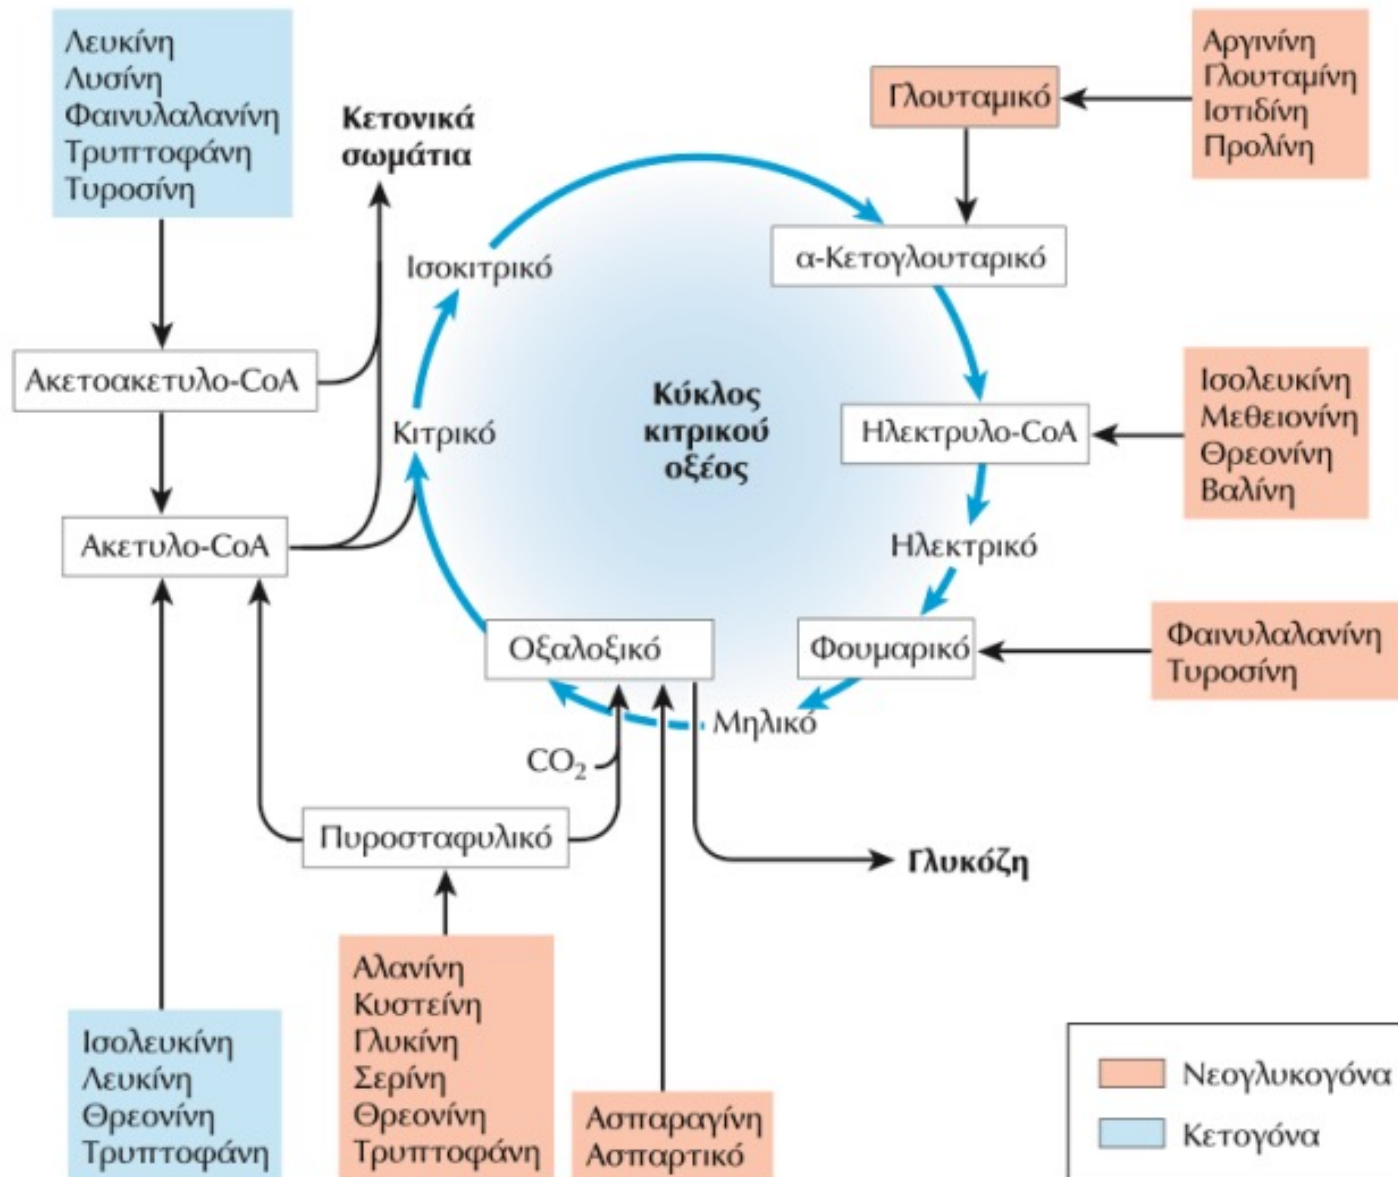 Λευκίνη
Λυσίνη
Φαινυλαλανίνη
Τρυπτοφάνη
Τυροσίνη
Κετονικά
σωμάτια
Γλουταμικό
Αργινίνη
Γλουταμίνη
Ιστιδίνη
Προλίνη
Ισοκιτρικό
α-Κετογλουταρικό
Ακετοακετυλο-CoA
Κιτρικό
Κύκλος
κιτρικού
οξέος
Ηλεκτρυλο-CoA
Ισολευκίνη
Μεθειονίνη
Θρεονίνη
Βαλίνη
Ακετυλο-CoA
Ηλεκτρικό
Οξαλοξικό
Φουμαρικό
Φαινυλαλανίνη
Τυροσίνη
Μηλικό
CO₂
Πυροσταφυλικό
Γλυκόζη
Ισολευκίνη
Λευκίνη
Θρεονίνη
Τρυπτοφάνη
Αλανίνη
Κυστεΐνη
Γλυκίνη
Σερίνη
Θρεονίνη
Τρυπτοφάνη
Ασπαραγίνη
Ασπαρτικό
Νεογλυκογόνα
Κετογόνα